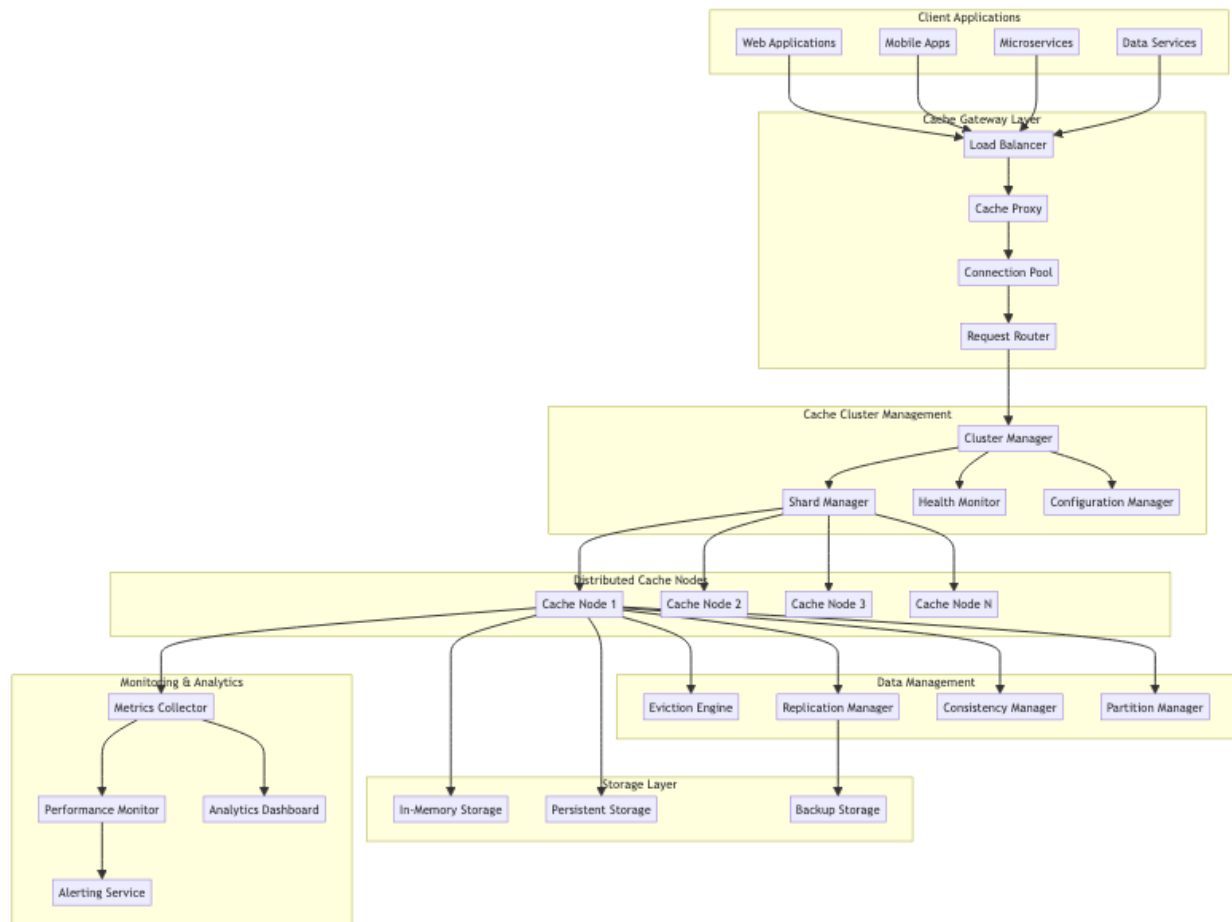 Client Applications
Web Applications
Mobile Apps
Microservices
Data Services
Cache Gateway Layer
Load Balancer
Cache Proxy
Connection Pool
Request Router
Cache Cluster Management
Cluster Manager
Shard Manager
Health Monitor
Configuration Manager
Distributed Cache Nodes
Cache Node 1
Cache Node 2
Cache Node 3
Cache Node N
Monitoring & Analytics
Metrics Collector
Performance Monitor
Analytics Dashboard
Alerting Service
Data Management
Eviction Engine
Replication Manager
Consistency Manager
Partition Manager
Storage Layer
In-Memory Storage
Persistent Storage
Backup Storage